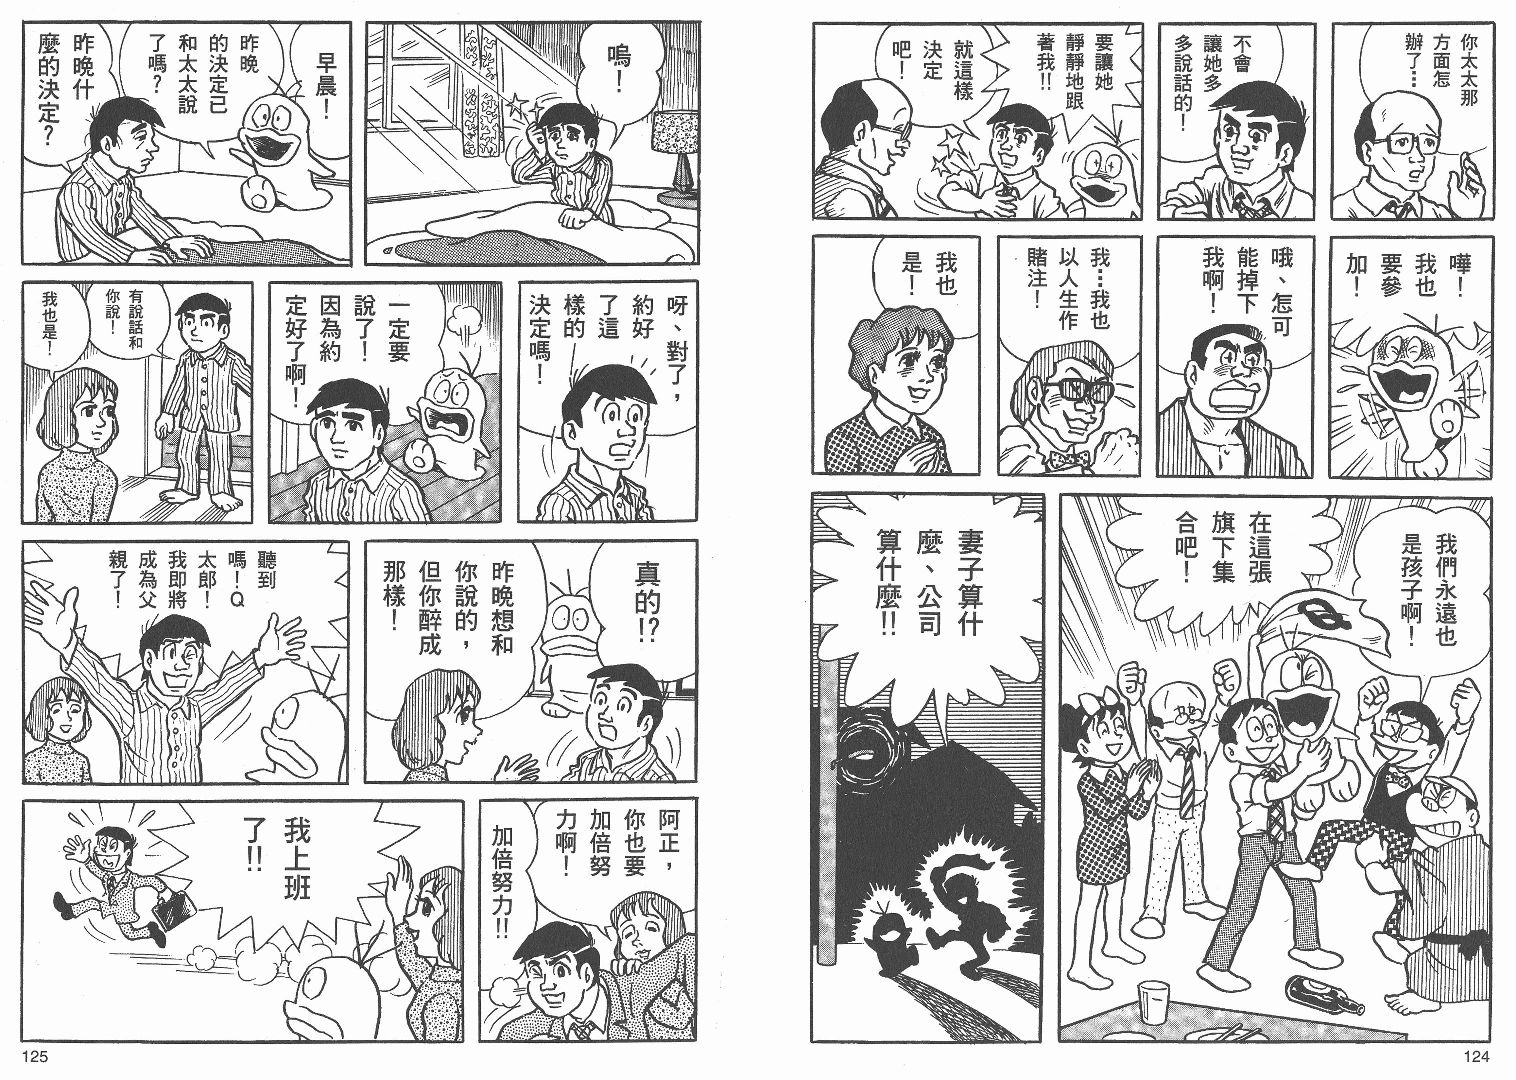 你太太那
方面怎
辦了…
不會
讓她多
多說話的！
要讓她
靜靜地跟
著我!!
就這樣
決定
吧！
嘩！
我也
要參
加！
哦、怎可
能掉下
我啊！
我…我也
以人生作
賭注！
我也
是！
我們永遠也
是孩子啊！
在這張
旗下集
合吧！
妻子算什
麼、公司
算什麼!!
124
嗚！
早晨！
昨晚
的決定已
和太太說
了嗎？
昨晚什
麼的決定？
呀、對了，
約好
了這
樣的
決定嗎！
一定要
說了！
因為約
定好了啊！
有說話和
你說！
我也是！
真的!?
昨晚想和
你說的，
但你醉成
那樣！
聽到
嗎！Q
太郎！
我即將
成為父
親了！
阿正，
你也要
加倍努
力啊！
加倍努力!!
我上班
了!!
125